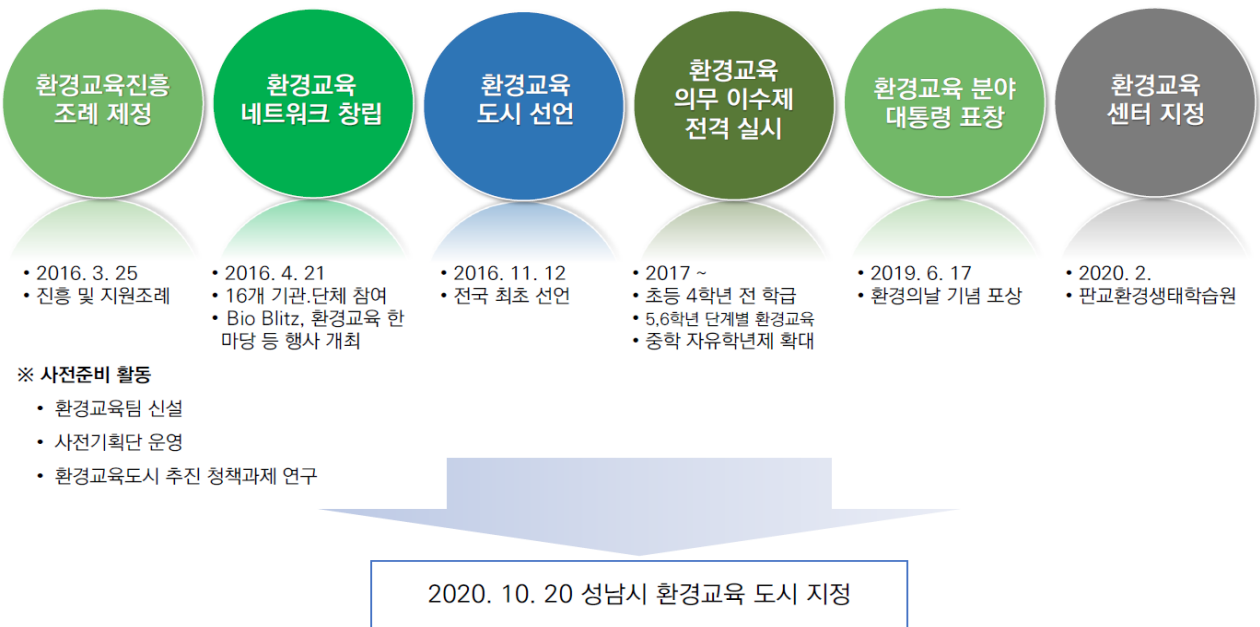 환경교육진흥
조례 제정
환경교육
네트워크 창립
환경교육
도시 선언
환경교육
의무 이수제
전격 실시
환경교육 분야
대통령 표창
환경교육
센터 지정
• 2016. 3. 25
• 진흥 및 지원조례
• 2016. 4. 21
• 16개 기관.단체 참여
• Bio Blitz, 환경교육 한
마당 등 행사 개최
• 2016. 11. 12
• 전국 최초 선언
• 2017 ~
• 초등 4학년 전 학급
• 5,6학년 단계별 환경교육
• 중학 자유학년제 확대
• 2019. 6. 17
• 환경의날 기념 포상
• 2020. 2.
• 판교환경생태학습원
※ 사전준비 활동
• 환경교육팀 신설
• 사전기획단 운영
• 환경교육도시 추진 청책과제 연구
2020. 10. 20 성남시 환경교육 도시 지정